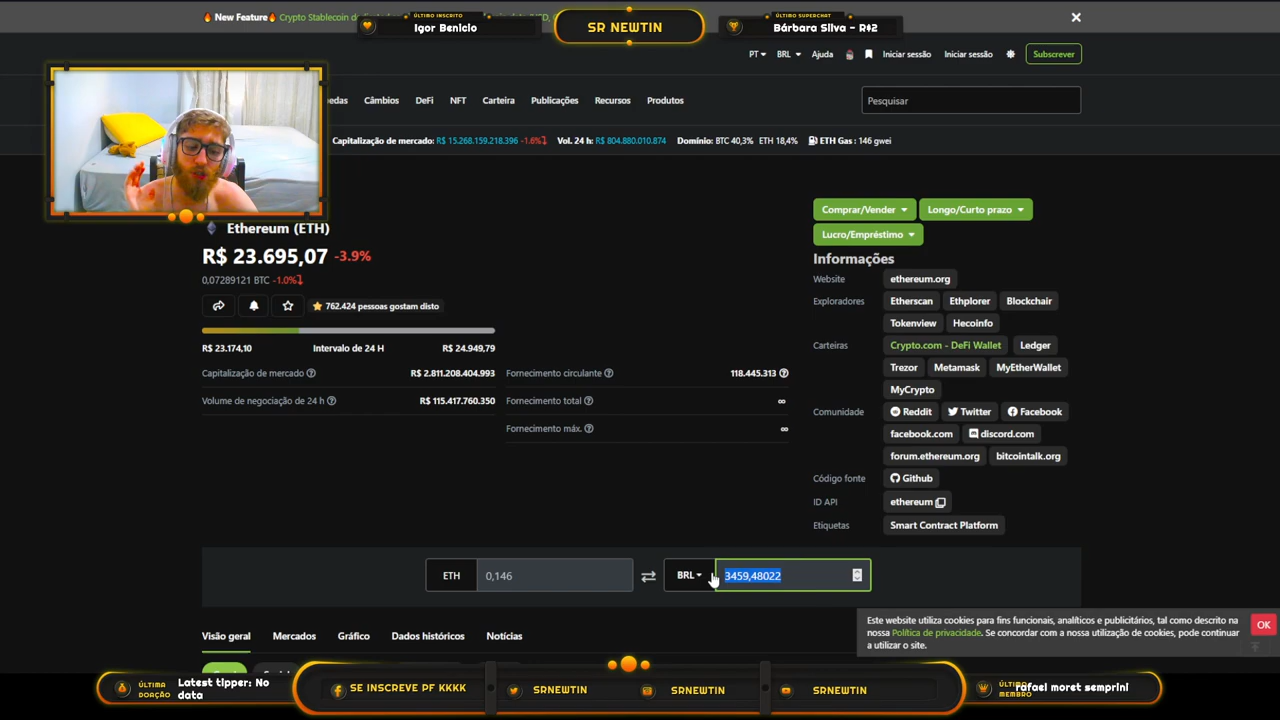 New Feature
Crypto Stablecoin
ÚLTIMO INSCRITO
Igor Benicio
SR NEWTIN
ÚLTIMO SUPERCHAT
Bárbara Silva - R$2
PT
BRL
Ajuda
Iniciar sessão
Iniciar sessão
Subscrever
edas
Câmbios
DeFi
NFT
Carteira
Publicações
Recursos
Produtos
Pesquisar
Capitalização de mercado: R$ 15.268.159.218.396 -1.6%
Vol. 24 h: R$ 804.880.010.874
Domínio: BTC 40,3% ETH 18,4%
ETH Gas : 146 gwei
Ethereum (ETH)
R$ 23.695,07 -3.9%
0,07289121 BTC -1.0%
762.424 pessoas gostam disto
R$ 23.174,10 Intervalo de 24 H R$ 24.949,79
Capitalização de mercado R$ 2.811.208.404.993
Volume de negociação de 24 h R$ 115.417.760.350
Fornecimento circulante 118.445.313
Fornecimento total ∞
Fornecimento máx. ∞
Comprar/Vender
Longo/Curto prazo
Lucro/Empréstimo
Informações
Website ethereum.org
Exploradores Etherscan Ethplorer Blockchair
Tokenview Hecoinfo
Carteiras Crypto.com - DeFi Wallet Ledger
Trezor Metamask MyEtherWallet
MyCrypto
Comunidade Reddit Twitter Facebook
facebook.com discord.com
forum.ethereum.org bitcointalk.org
Código fonte Github
ID API ethereum
Etiquetas Smart Contract Platform
ETH 0,146 BRL 3459,48022
Visão geral Mercados Gráfico Dados históricos Notícias
Este website utiliza cookies para fins funcionais, analíticos e publicitários, tal como descrito na
nossa Política de privacidade. Se concordar com a nossa utilização de cookies, pode continuar
a utilizar o site.
OK
ÚLTIMA
DOAÇÃO
Latest tipper: No
data
SE INSCREVE PF KKKK
SRNEWTIN
SRNEWTIN
SRNEWTIN
MEMBRO
Rafael moret semprini